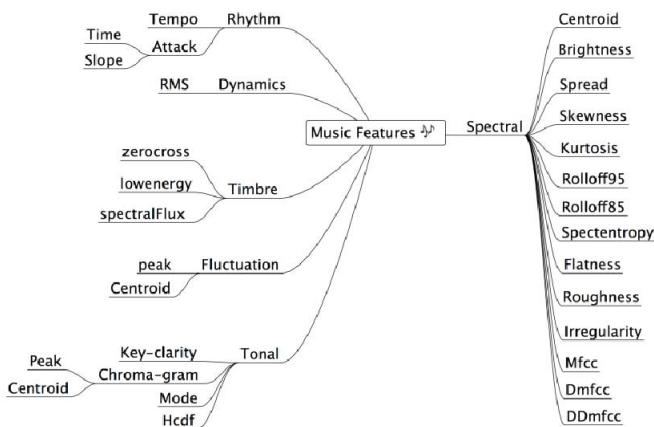 Music Features
Rhythm
Tempo
Attack
Time
Slope
Dynamics
RMS
Timbre
zerocross
lowenergy
spectralFlux
Fluctuation
peak
Centroid
Tonal
Key-clarity
Chroma-gram
Peak
Centroid
Mode
Hcdf
Spectral
Centroid
Brightness
Spread
Skewness
Kurtosis
Rolloff95
Rolloff85
Spectentropy
Flatness
Roughness
Irregularity
Mfcc
Dmfcc
DDmfcc